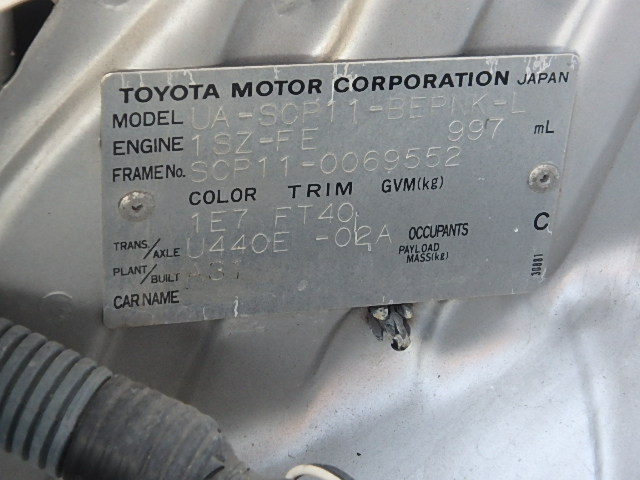 TOYOTA MOTOR CORPORATION JAPAN
MODEL UA-SCP11-BEPNK-L
ENGINE 1SZ-FE 997 mL
FRAME No. SCP11-0069552
COLOR TRIM GVM(kg)
1E7 FT40
TRANS/AXLE U440E -02A OCCUPANTS C
PAYLOAD MASS(kg)
PLANT/BUILT
CAR NAME
30881